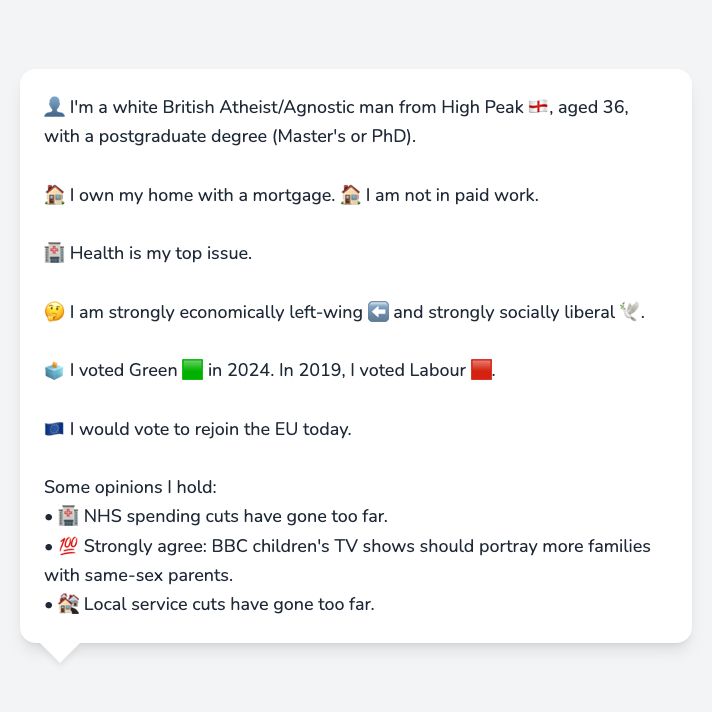 👤 I'm a white British Atheist/Agnostic man from High Peak 🏴󠁧󠁢󠁥󠁮󠁧󠁿, aged 36,
with a postgraduate degree (Master's or PhD).
🏠 I own my home with a mortgage. 🏠 I am not in paid work.
🏥 Health is my top issue.
🤔 I am strongly economically left-wing ⬅️ and strongly socially liberal 🕊️.
🗳️ I voted Green 🟩 in 2024. In 2019, I voted Labour 🟥.
🇪🇺 I would vote to rejoin the EU today.
Some opinions I hold:
• 🏥 NHS spending cuts have gone too far.
• 💯 Strongly agree: BBC children's TV shows should portray more families
with same-sex parents.
• 🏘️ Local service cuts have gone too far.